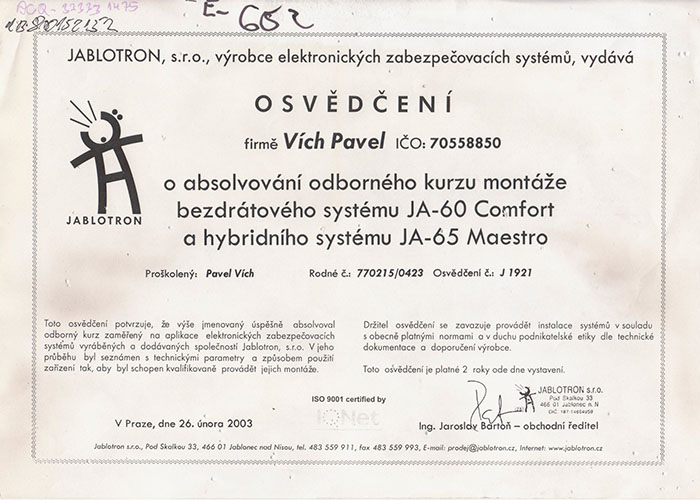 E-652
JABLOTRON, s.r.o., výrobce elektronických zabezpečovacích systémů, vydává
OSVĚDČENÍ
firmě Vích Pavel IČO: 70558850
o absolvování odborného kurzu montáže
bezdrátového systému JA-60 Comfort
a hybridního systému JA-65 Maestro
JABLOTRON
Proškolený: Pavel Vích Rodné č.: 770215/0423 Osvědčení č.: J 1921
Toto osvědčení potvrzuje, že výše jmenovaný úspěšně absolvoval
odborný kurz zaměřený na aplikace elektronických zabezpečovacích
systémů vyráběných a dodávaných společností Jablotron, s.r.o. V jeho
průběhu byl seznámen s technickými parametry a způsobem použití
zařízení tak, aby byl schopen kvalifikovaně provádět jejich montáže.
Držitel osvědčení se zavazuje provádět instalace systémů v souladu
s obecně platnými normami a v duchu podnikatelské etiky dle technické
dokumentace a doporučení výrobce.
Toto osvědčení je platné 2 roky ode dne vystavení.
ISO 9001 certified by
IQNet
JABLOTRON s.r.o.
Pod Skalkou 33
466 01 Jablonec n. N
V Praze, dne 26. února 2003
Ing. Jaroslav Bártoň – obchodní ředitel
Jablotron s.r.o., Pod Skalkou 33, 466 01 Jablonec nad Nisou, tel. 483 559 911, fax 483 559 993, E-mail: prodej@jablotron.cz, Internet: www.jablotron.cz